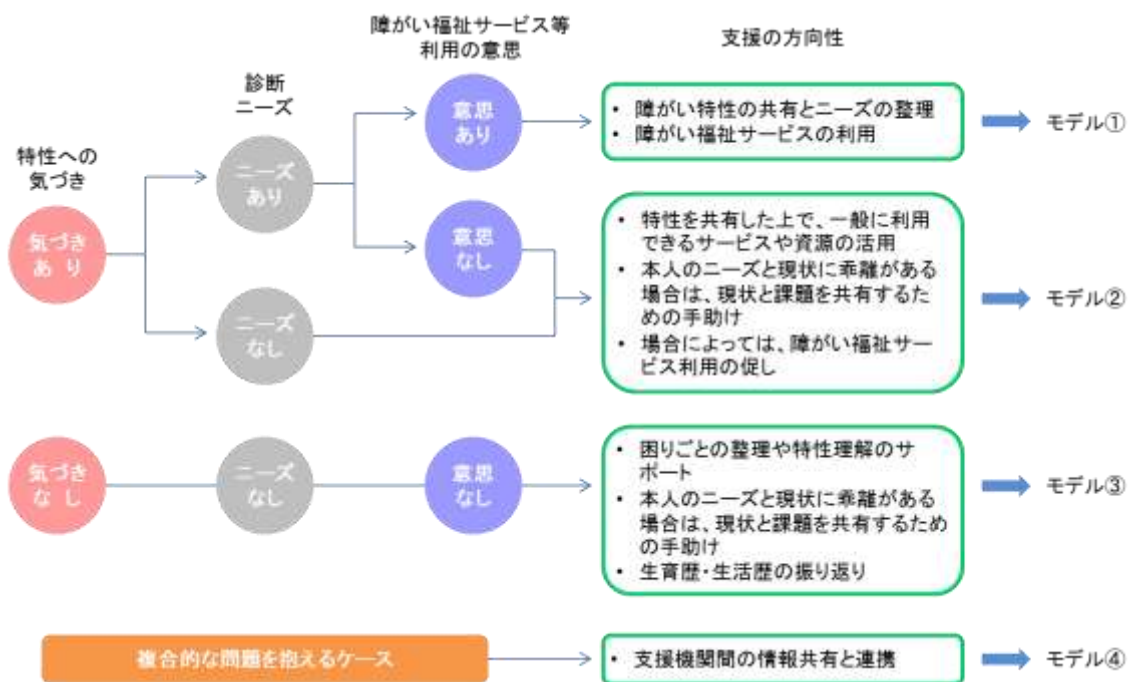 障がい福祉サービス等
利用の意思
支援の方向性
診断
ニーズ
特性への
気づき
気づき
あり
ニーズ
あり
意思
あり
• 障がい特性の共有とニーズの整理
• 障がい福祉サービスの利用
モデル①
意思
なし
ニーズ
なし
• 特性を共有した上で、一般に利用
できるサービスや資源の活用
• 本人のニーズと現状に乖離がある
場合は、現状と課題を共有するた
めの手助け
• 場合によっては、障がい福祉サー
ビス利用の促し
モデル②
気づき
なし
ニーズ
なし
意思
なし
• 困りごとの整理や特性理解のサ
ポート
• 本人のニーズと現状に乖離がある
場合は、現状と課題を共有するため
の手助け
• 生育歴・生活歴の振り返り
モデル③
複合的な問題を抱えるケース
• 支援機関間の情報共有と連携
モデル④